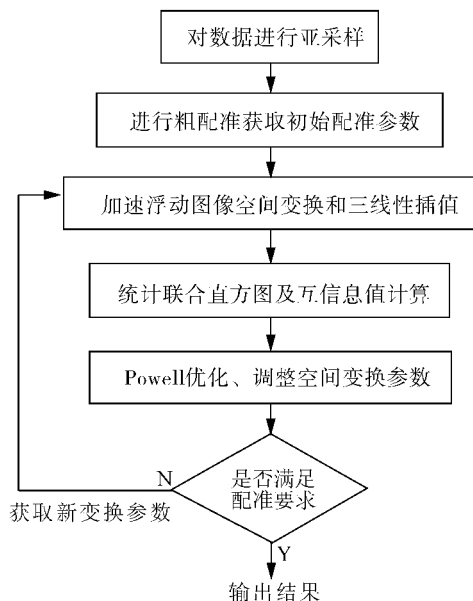 对数据进行亚采样
进行粗配准获取初始配准参数
加速浮动图像空间变换和三线性插值
统计联合直方图及互信息值计算
Powell优化、调整空间变换参数
是否满足
配准要求
N
获取新变换参数
Y
输出结果